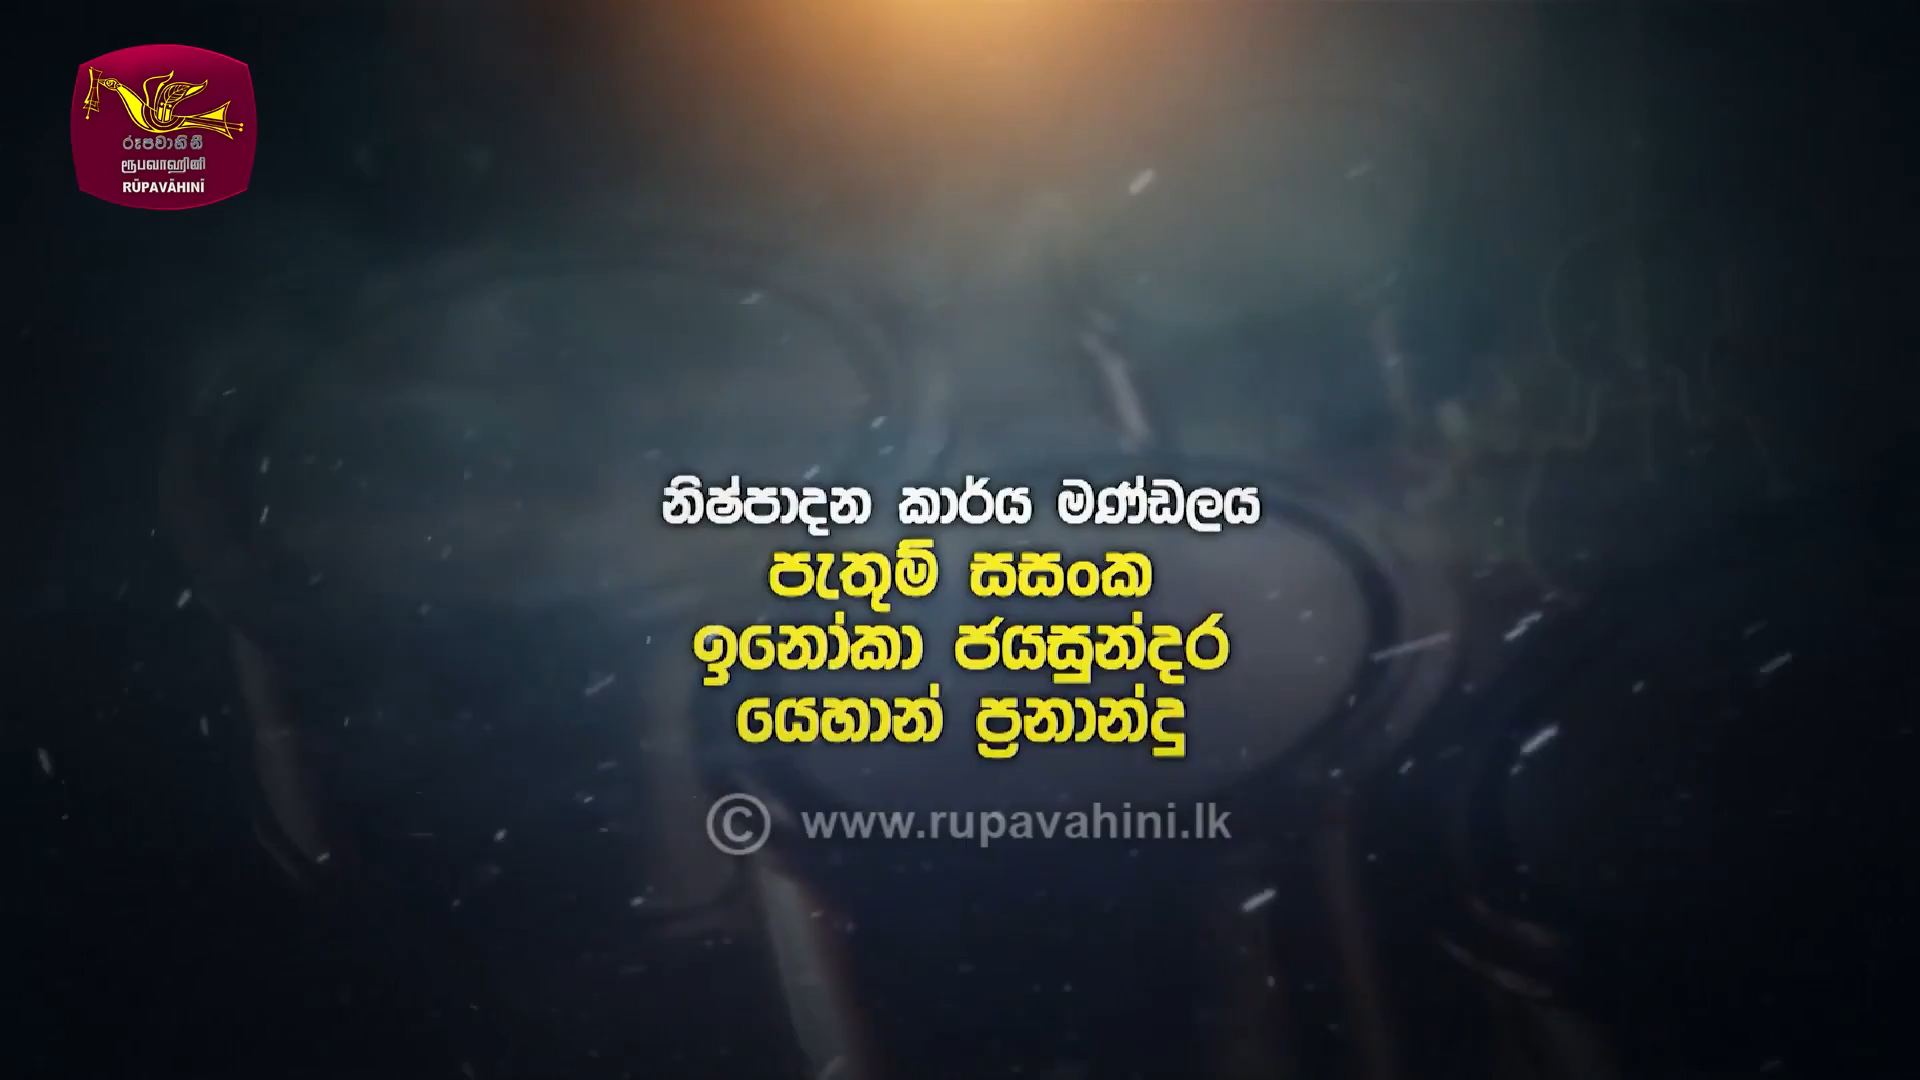 රූපවාහිනී
ரூபவாஹினி
RŪPAVĀHINĪ
නිෂ්පාදන කාර්ය මණ්ඩලය
පැතුම් සසංක
ඉනෝකා ජයසුන්දර
යෙහාන් ප්‍රනාන්දු
© www.rupavahini.lk